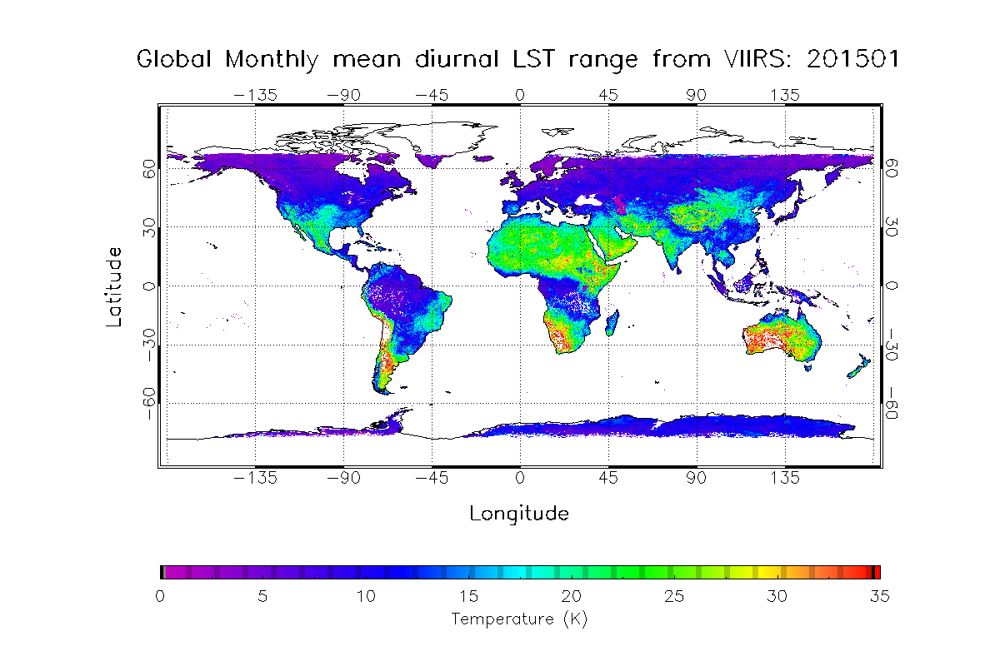 Global Monthly mean diurnal LST range from VIIRS: 201501
−135 −90 −45 0 45 90 135
60 60
30 30
Latitude
0 0
−30 −30
−60 −60
−135 −90 −45 0 45 90 135
Longitude
0 5 10 15 20 25 30 35
Temperature (K)